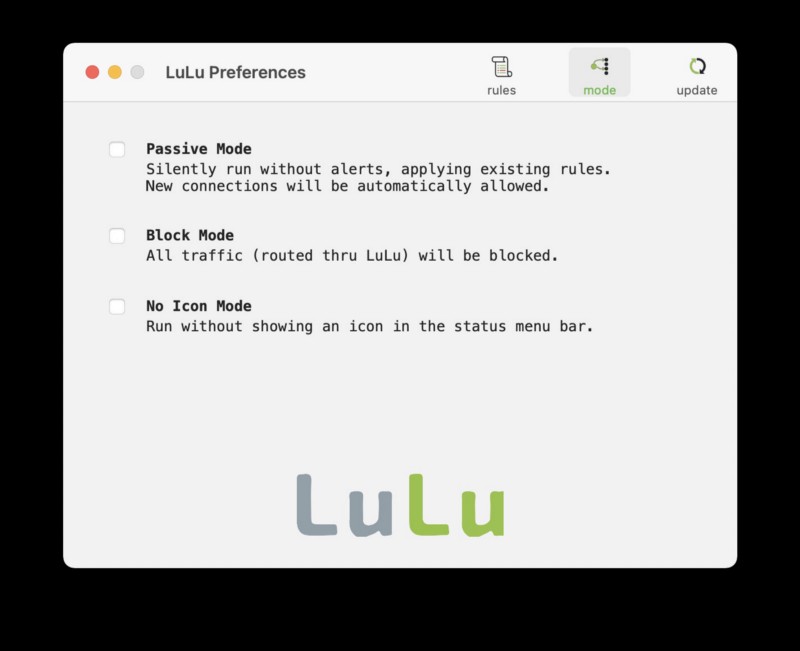 LuLu Preferences
rules
mode
update
Passive Mode
Silently run without alerts, applying existing rules.
New connections will be automatically allowed.
Block Mode
All traffic (routed thru LuLu) will be blocked.
No Icon Mode
Run without showing an icon in the status menu bar.
LuLu